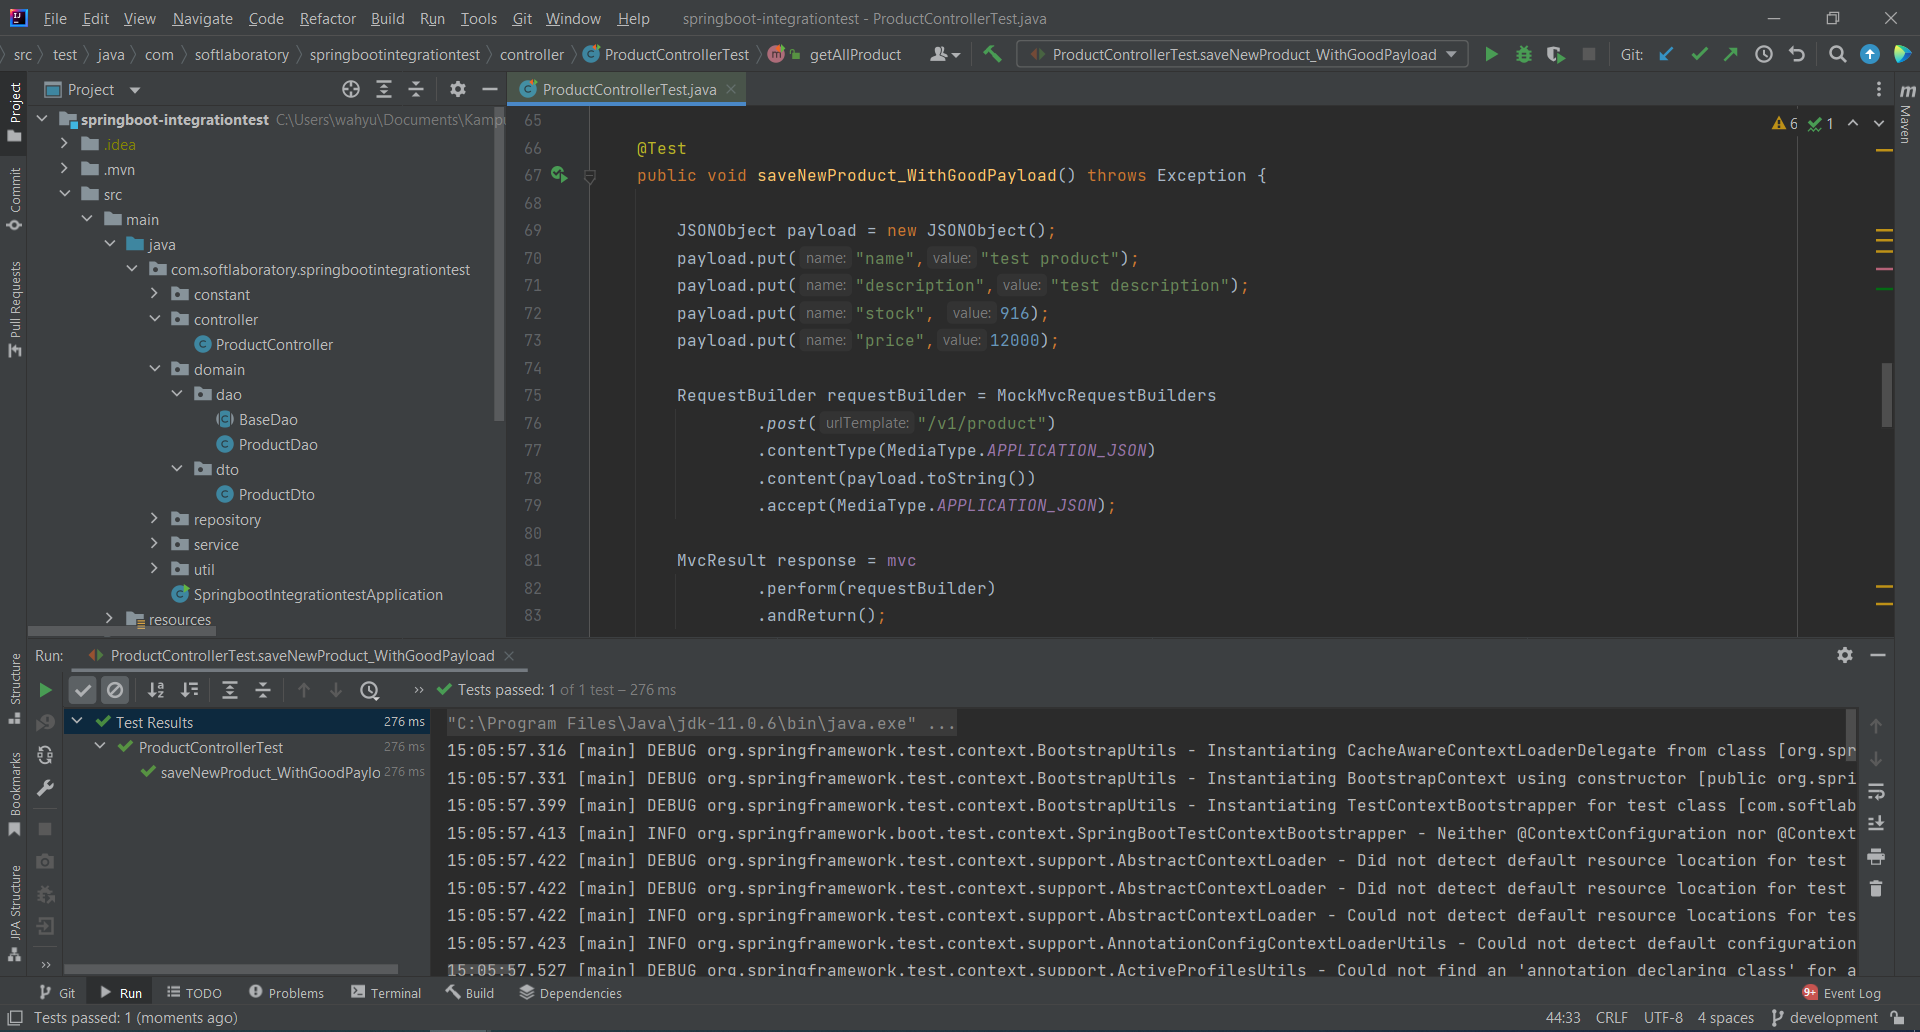 File Edit View Navigate Code Refactor Build Run Tools Git Window Help springboot-integrationtest - ProductControllerTest.java
src test java com softlaboratory springbootintegrationtest controller ProductControllerTest getAllProduct ProductControllerTest.saveNewProduct_WithGoodPayload Git:
Project
ProductControllerTest.java
springboot-integrationtest C:\Users\wahyu\Documents\Kampu
.idea
.mvn
src
main
java
com.softlaboratory.springbootintegrationtest
constant
controller
ProductController
domain
dao
BaseDao
ProductDao
dto
ProductDto
repository
service
util
SpringbootIntegrationtestApplication
resources
Project
Commit
Pull Requests
Structure
Bookmarks
JPA Structure
Maven
6 1
65
66 @Test
67 public void saveNewProduct_WithGoodPayload() throws Exception {
68
69 JSONObject payload = new JSONObject();
70 payload.put( name: "name", value: "test product");
71 payload.put( name: "description", value: "test description");
72 payload.put( name: "stock", value: 916);
73 payload.put( name: "price", value: 12000);
74
75 RequestBuilder requestBuilder = MockMvcRequestBuilders
76 .post( urlTemplate: "/v1/product")
77 .contentType(MediaType.APPLICATION_JSON)
78 .content(payload.toString())
79 .accept(MediaType.APPLICATION_JSON);
80
81 MvcResult response = mvc
82 .perform(requestBuilder)
83 .andReturn();
Run: ProductControllerTest.saveNewProduct_WithGoodPayload
Tests passed: 1 of 1 test – 276 ms
Test Results 276 ms
ProductControllerTest 276 ms
saveNewProduct_WithGoodPaylo 276 ms
"C:\Program Files\Java\jdk-11.0.6\bin\java.exe" ...
15:05:57.316 [main] DEBUG org.springframework.test.context.BootstrapUtils - Instantiating CacheAwareContextLoaderDelegate from class [org.spr
15:05:57.331 [main] DEBUG org.springframework.test.context.BootstrapUtils - Instantiating BootstrapContext using constructor [public org.spri
15:05:57.399 [main] DEBUG org.springframework.test.context.BootstrapUtils - Instantiating TestContextBootstrapper for test class [com.softlab
15:05:57.413 [main] INFO org.springframework.boot.test.context.SpringBootTestContextBootstrapper - Neither @ContextConfiguration nor @Context
15:05:57.422 [main] DEBUG org.springframework.test.context.support.AbstractContextLoader - Did not detect default resource location for test
15:05:57.422 [main] DEBUG org.springframework.test.context.support.AbstractContextLoader - Did not detect default resource location for test
15:05:57.422 [main] INFO org.springframework.test.context.support.AbstractContextLoader - Could not detect default resource locations for tes
15:05:57.423 [main] INFO org.springframework.test.context.support.AnnotationConfigContextLoaderUtils - Could not detect default configuration
15:05:57.527 [main] DEBUG org.springframework.test.context.support.ActiveProfilesUtils - Could not find an 'annotation declaring class' for a
Git Run TODO Problems Terminal Build Dependencies 9+ Event Log
Tests passed: 1 (moments ago) 44:33 CRLF UTF-8 4 spaces development